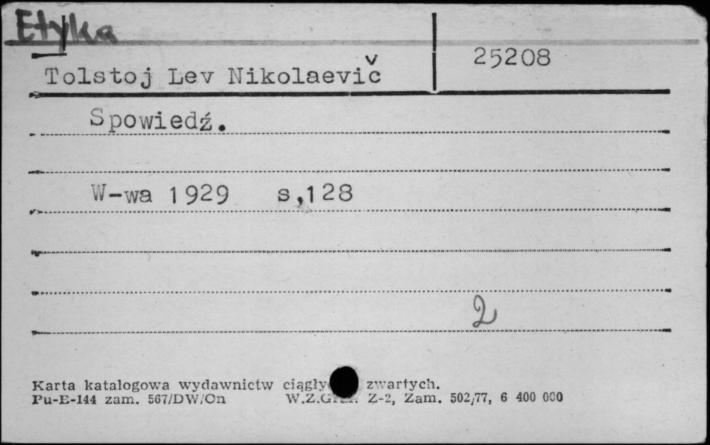 Etyka
25208
Tolstoj Lev Nikolaevič
Spowiedź.
W-wa 1929 s,128
2
Karta katalogowa wydawnictw zwartych.
Pu-E-144 zam. 567/DW/Cn W.Z.Graf. Z-2, Zam. 502/77, 6 400 000